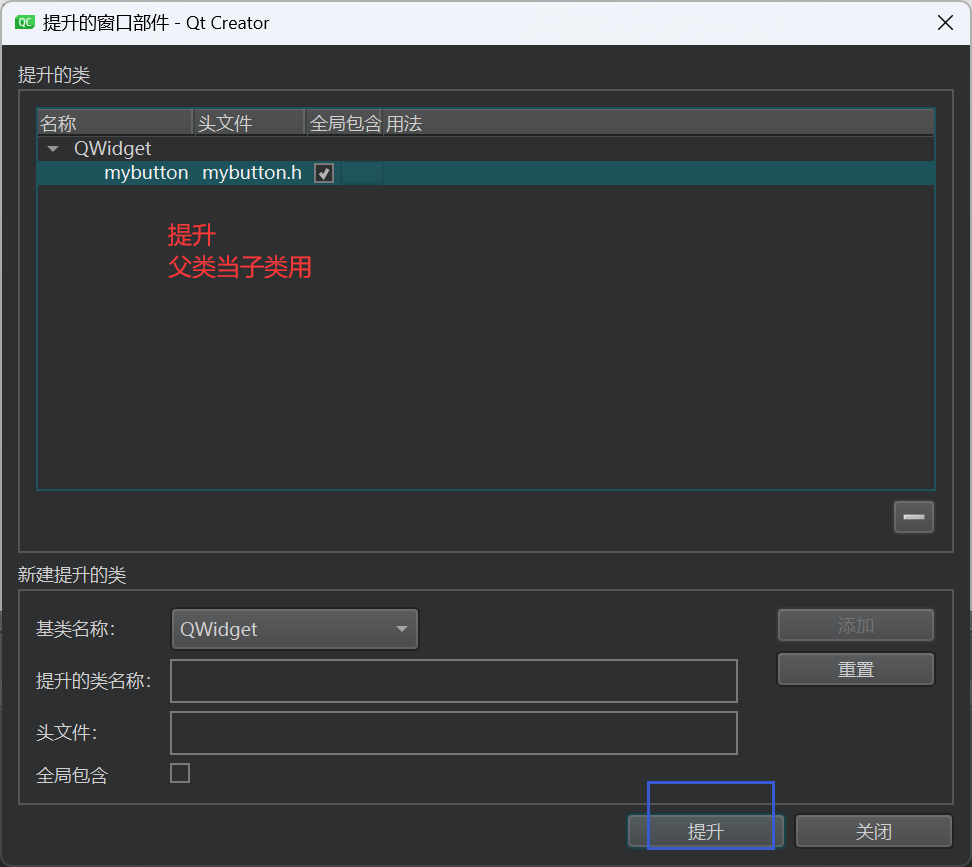 QC 提升的窗口部件 - Qt Creator
提升的类
名称 头文件 全局包含 用法
QWidget
mybutton mybutton.h
提升
父类当子类用
新建提升的类
基类名称: QWidget 添加
提升的类名称: 重置
头文件:
全局包含
提升 关闭